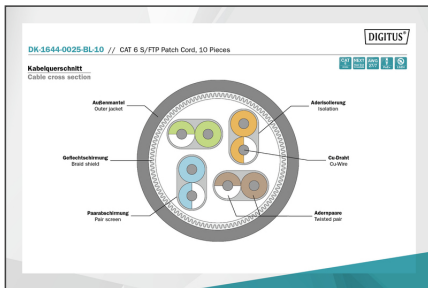 DIGITUS®
DK-1644-0025-BL-10 // CAT 6 S/FTP Patch Cord, 10 Pieces
Kabelquerschnitt
Cable cross section
Außenmantel
Outer jacket
Aderisolierung
Isolation
Geflechtschirmung
Braid shield
Cu-Draht
Cu-Wire
Paarabschirmung
Pair screen
Adernpaare
Twisted pair